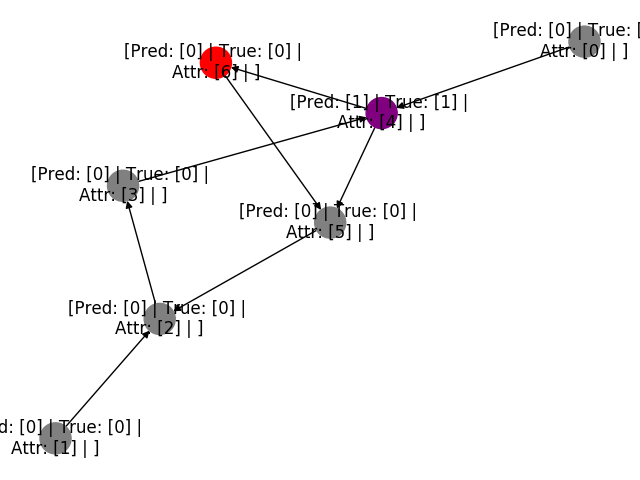 [Pred: [0] | True: [
Attr: [0] | ]
[Pred: [0] | True: [0] |
Attr: [6] | ]
[Pred: [1] | True: [1] |
Attr: [4] | ]
[Pred: [0] | True: [0] |
Attr: [3] | ]
[Pred: [0] | True: [0] |
Attr: [5] | ]
[Pred: [0] | True: [0] |
Attr: [2] | ]
d: [0] | True: [0] |
Attr: [1] | ]